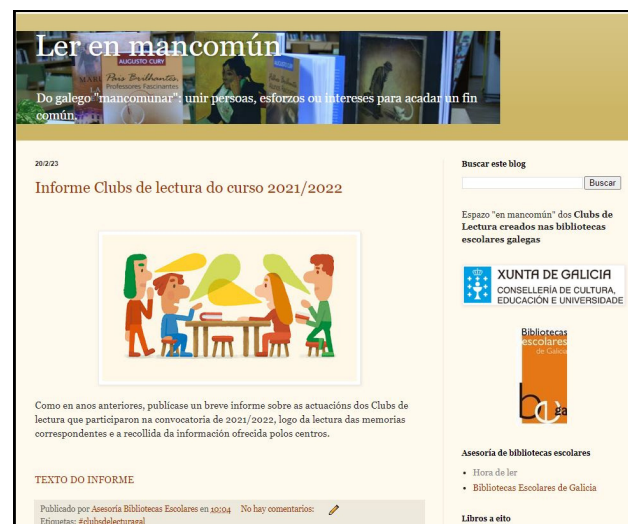 Ler en mancomún
AUGUSTO CURY
Pais Brilhantes,
Professores Fascinantes
Do galego "mancomunar": unir persoas, esforzos ou intereses para acadar un fin
común.
20/2/23
Informe Clubs de lectura do curso 2021/2022
Como en anos anteriores, publícase un breve informe sobre as actuacións dos Clubs de
lectura que participaron na convocatoria de 2021/2022, logo da lectura das memorias
correspondentes e a recollida da información ofrecida polos centros.
TEXTO DO INFORME
Publicado por Asesoría Bibliotecas Escolares en 10:04 No hay comentarios:
Etiquetas: #clubsdelecturagal
Buscar este blog
Buscar
Espazo "en mancomún" dos Clubs de
Lectura creados nas bibliotecas
escolares galegas
XUNTA DE GALICIA
CONSELLERÍA DE CULTURA,
EDUCACIÓN E UNIVERSIDADE
Bibliotecas
escolares
de Galicia
be
ga
Asesoría de bibliotecas escolares
Hora de ler
Bibliotecas Escolares de Galicia
Libros a eito